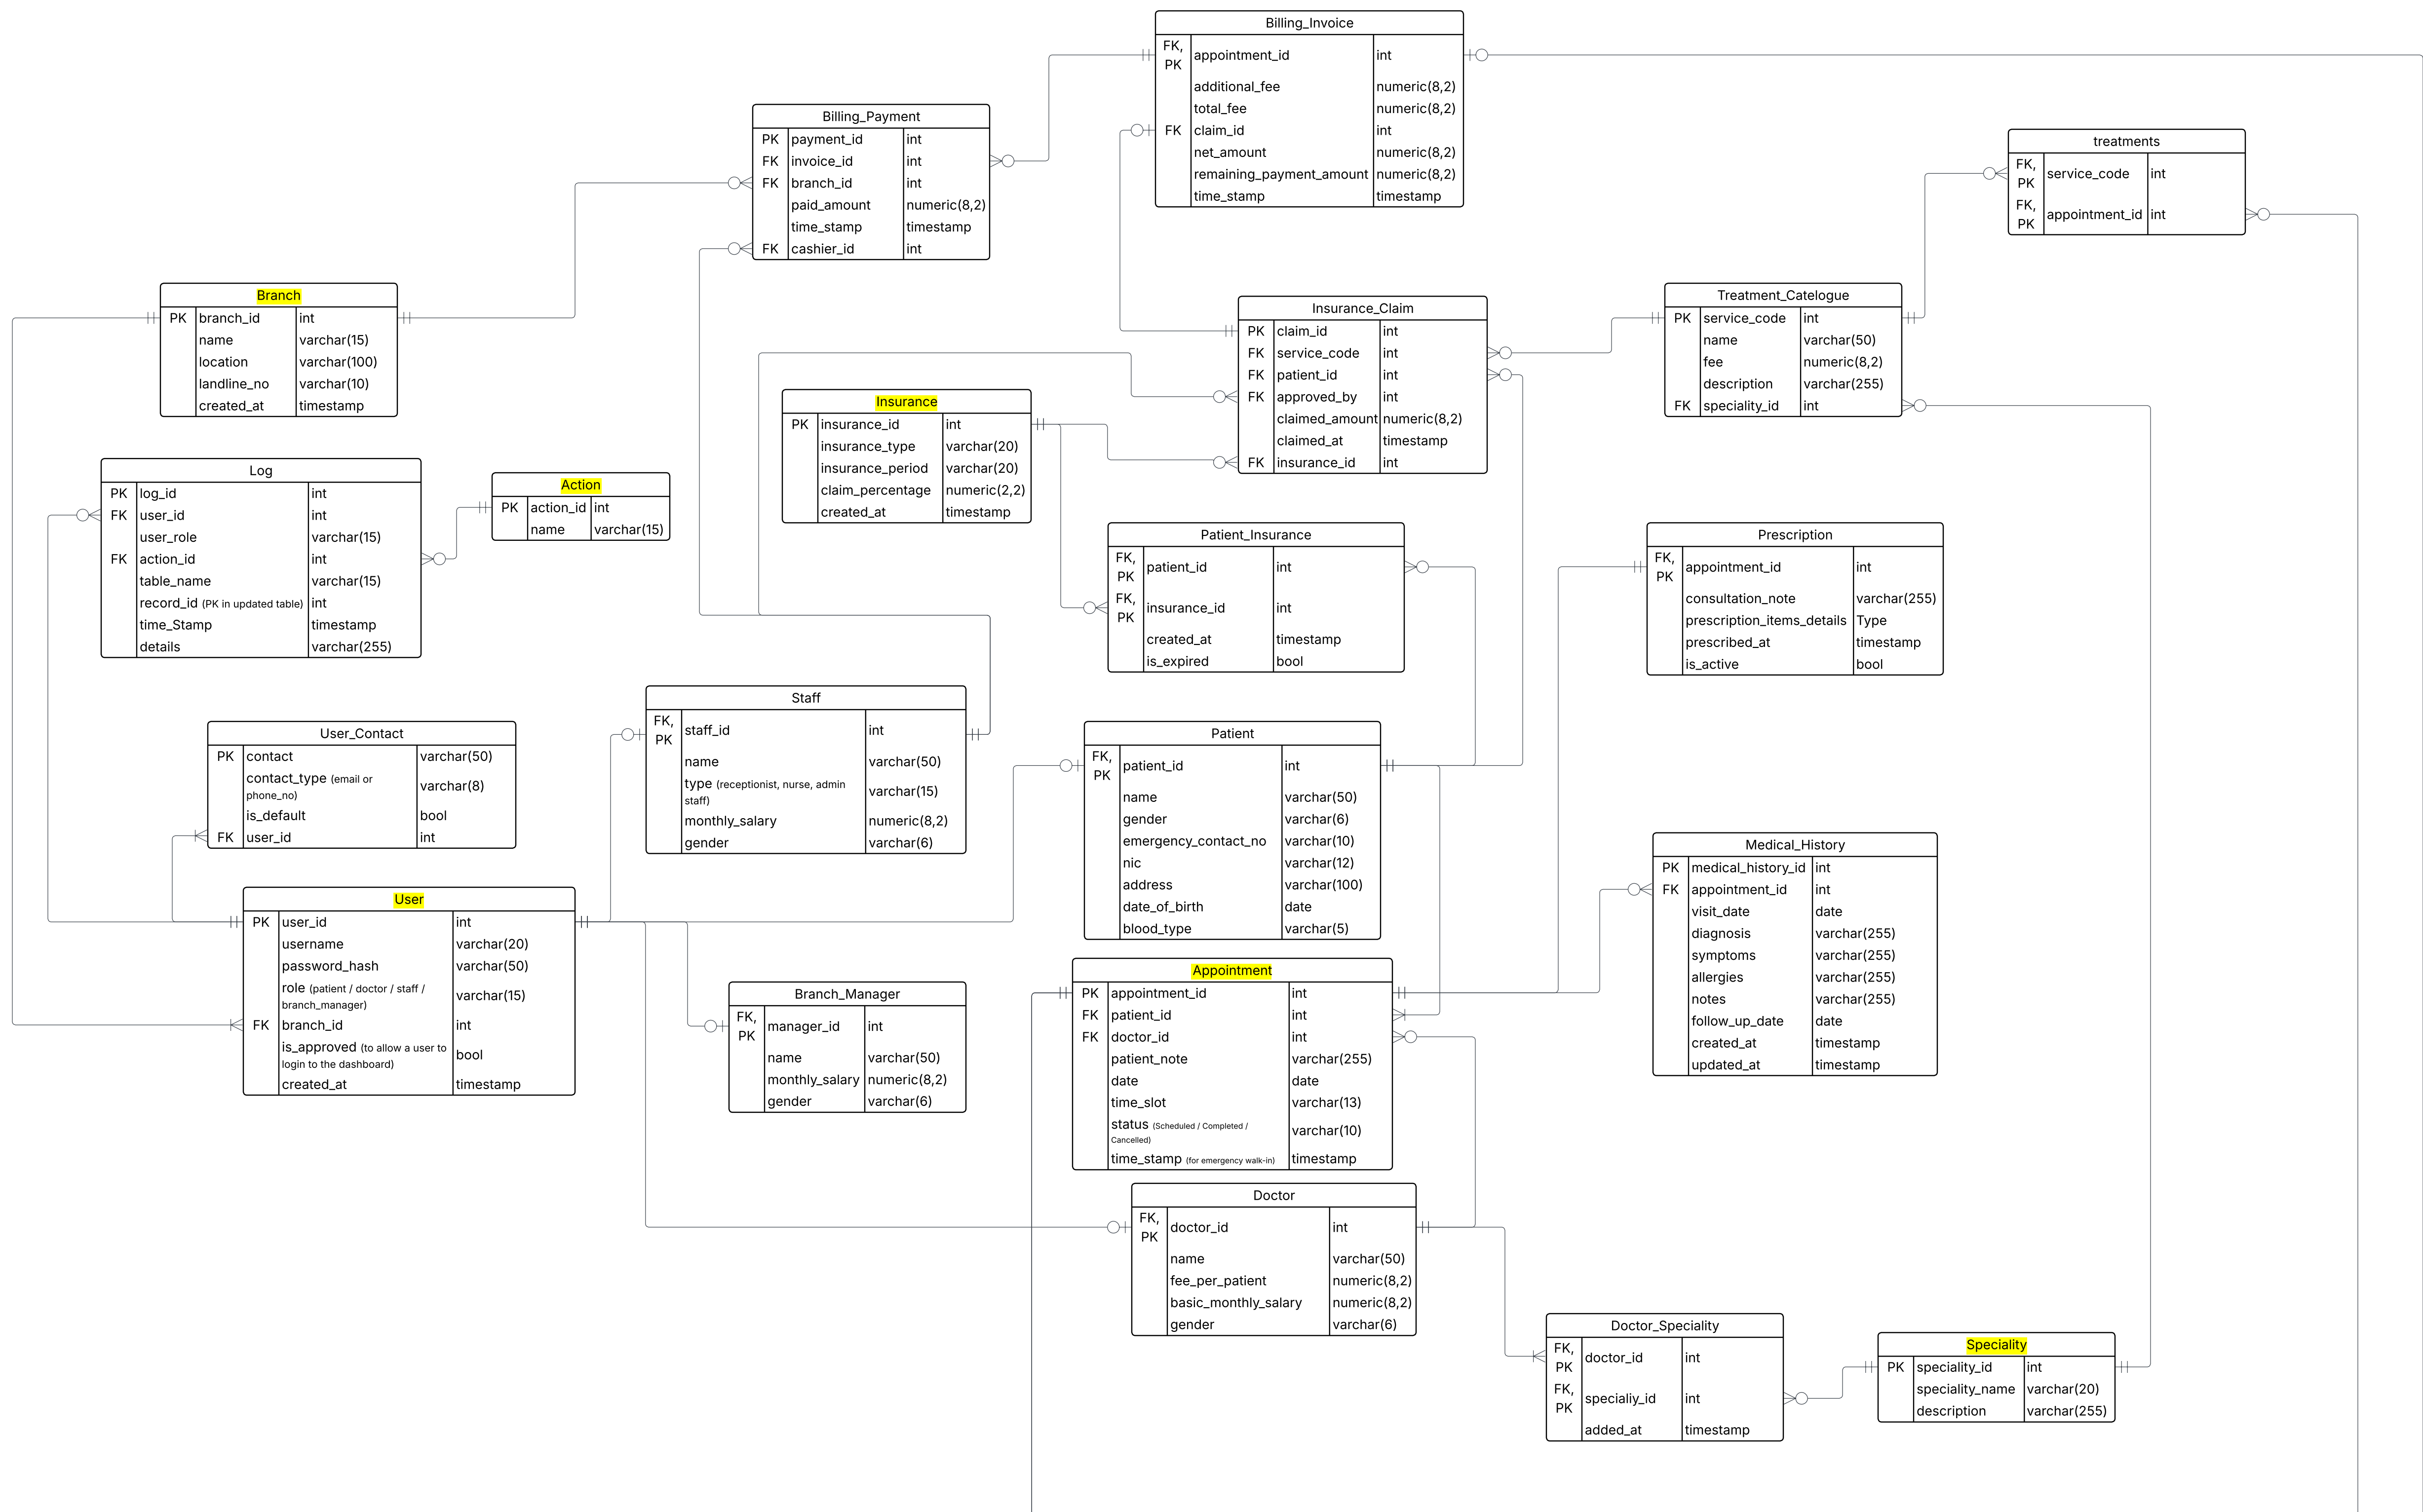 Billing_Invoice
FK, PK appointment_id int
additional_fee numeric(8,2)
total_fee numeric(8,2)
FK claim_id int
net_amount numeric(8,2)
remaining_payment_amount numeric(8,2)
time_stamp timestamp
Billing_Payment
PK payment_id int
FK invoice_id int
FK branch_id int
paid_amount numeric(8,2)
time_stamp timestamp
FK cashier_id int
treatments
FK, PK service_code int
FK, PK appointment_id int
Branch
PK branch_id int
name varchar(15)
location varchar(100)
landline_no varchar(10)
created_at timestamp
Insurance_Claim
PK claim_id int
FK service_code int
FK patient_id int
FK approved_by int
claimed_amount numeric(8,2)
claimed_at timestamp
FK insurance_id int
Treatment_Catelogue
PK service_code int
name varchar(50)
fee numeric(8,2)
description varchar(255)
FK speciality_id int
Insurance
PK insurance_id int
insurance_type varchar(20)
insurance_period varchar(20)
claim_percentage numeric(2,2)
created_at timestamp
Log
PK log_id int
FK user_id int
user_role varchar(15)
FK action_id int
table_name varchar(15)
record_id (PK in updated table) int
time_Stamp timestamp
details varchar(255)
Action
PK action_id int
name varchar(15)
Patient_Insurance
FK, PK patient_id int
FK, PK insurance_id int
created_at timestamp
is_expired bool
Prescription
FK, PK appointment_id int
consultation_note varchar(255)
prescription_items_details Type
prescribed_at timestamp
is_active bool
Staff
FK, PK staff_id int
name varchar(50)
type (receptionist, nurse, admin
staff) varchar(15)
monthly_salary numeric(8,2)
gender varchar(6)
User_Contact
PK contact varchar(50)
contact_type (email or
phone_no) varchar(8)
is_default bool
FK user_id int
Patient
FK, PK patient_id int
name varchar(50)
gender varchar(6)
emergency_contact_no varchar(10)
nic varchar(12)
address varchar(100)
date_of_birth date
blood_type varchar(5)
Medical_History
PK medical_history_id int
FK appointment_id int
visit_date date
diagnosis varchar(255)
symptoms varchar(255)
allergies varchar(255)
notes varchar(255)
follow_up_date date
created_at timestamp
updated_at timestamp
User
PK user_id int
username varchar(20)
password_hash varchar(50)
role (patient / doctor / staff /
branch_manager) varchar(15)
FK branch_id int
is_approved (to allow a user to
login to the dashboard) bool
created_at timestamp
Branch_Manager
FK, PK manager_id int
name varchar(50)
monthly_salary numeric(8,2)
gender varchar(6)
Appointment
PK appointment_id int
FK patient_id int
FK doctor_id int
patient_note varchar(255)
date date
time_slot varchar(13)
status (Scheduled / Completed /
Cancelled) varchar(10)
time_stamp (for emergency walk-in) timestamp
Doctor
FK, PK doctor_id int
name varchar(50)
fee_per_patient numeric(8,2)
basic_monthly_salary numeric(8,2)
gender varchar(6)
Doctor_Speciality
FK, PK doctor_id int
FK, PK specialiy_id int
added_at timestamp
Speciality
PK speciality_id int
speciality_name varchar(20)
description varchar(255)